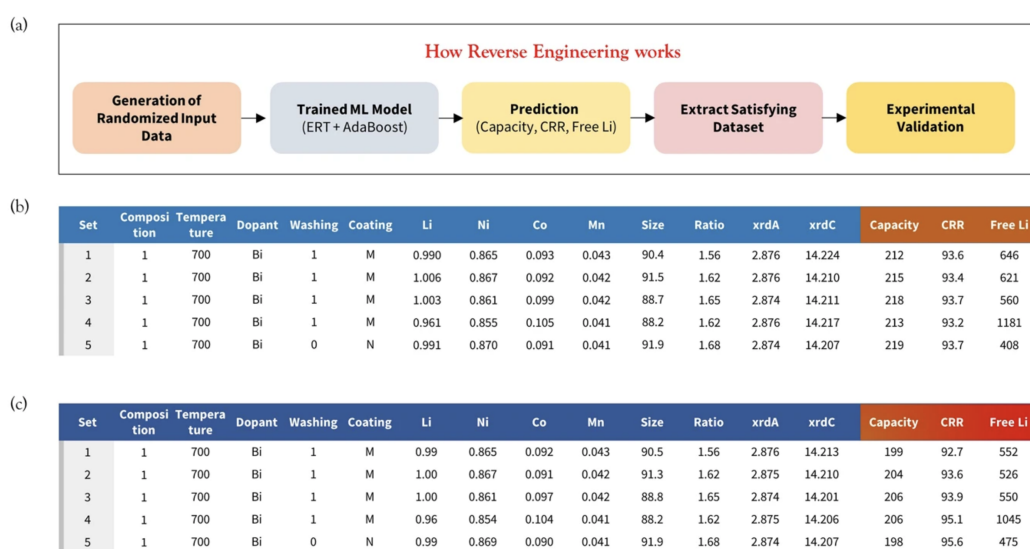 (a)
How Reverse Engineering works
Generation of
Randomized Input
Data
Trained ML Model
(ERT + AdaBoost)
Prediction
(Capacity, CRR, Free Li)
Extract Satisfying
Dataset
Experimental
Validation
(b)
Set Composi tion Tempera ture Dopant Washing Coating Li Ni Co Mn Size Ratio xrdA xrdC Capacity CRR Free Li
1 1 700 Bi 1 M 0.990 0.865 0.093 0.043 90.4 1.56 2.876 14.224 212 93.6 646
2 1 700 Bi 1 M 1.006 0.867 0.092 0.042 91.5 1.62 2.876 14.210 215 93.4 621
3 1 700 Bi 1 M 1.003 0.861 0.099 0.042 88.7 1.65 2.874 14.211 218 93.7 560
4 1 700 Bi 1 M 0.961 0.855 0.105 0.041 88.2 1.62 2.876 14.217 213 93.2 1181
5 1 700 Bi 0 N 0.991 0.870 0.091 0.041 91.9 1.68 2.874 14.207 219 93.7 408
(c)
Set Composi tion Tempera ture Dopant Washing Coating Li Ni Co Mn Size Ratio xrdA xrdC Capacity CRR Free Li
1 1 700 Bi 1 M 0.99 0.865 0.092 0.043 90.5 1.56 2.876 14.213 199 92.7 552
2 1 700 Bi 1 M 1.00 0.867 0.091 0.042 91.3 1.62 2.875 14.210 204 93.6 526
3 1 700 Bi 1 M 1.00 0.861 0.097 0.042 88.8 1.65 2.874 14.201 206 93.9 550
4 1 700 Bi 1 M 0.96 0.854 0.104 0.041 88.2 1.62 2.875 14.206 206 95.1 1045
5 1 700 Bi 0 N 0.99 0.869 0.090 0.041 91.9 1.68 2.874 14.207 198 95.6 475